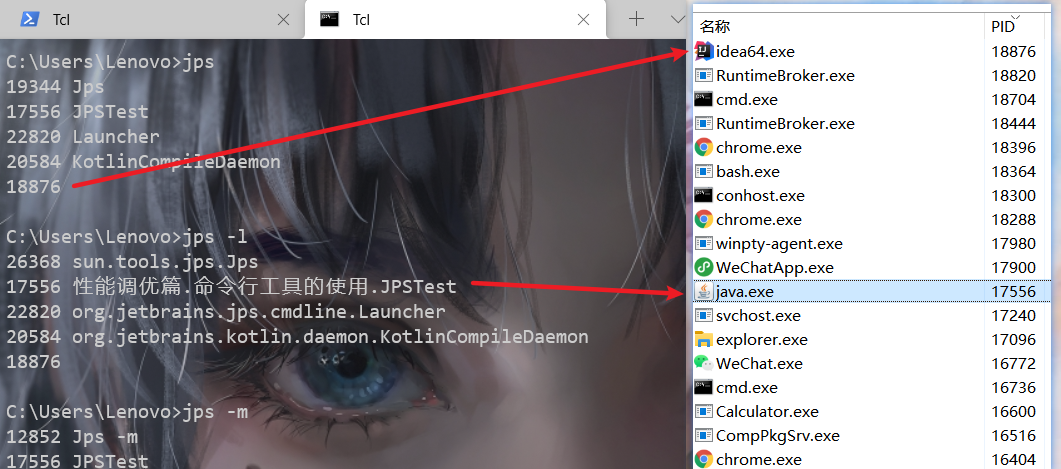 Tcl
Tcl
C:\Users\Lenovo>jps
19344 Jps
17556 JPSTest
22820 Launcher
20584 KotlinCompileDaemon
18876
C:\Users\Lenovo>jps -l
26368 sun.tools.jps.Jps
17556 性能调优篇.命令行工具的使用.JPSTest
22820 org.jetbrains.jps.cmdline.Launcher
20584 org.jetbrains.kotlin.daemon.KotlinCompileDaemon
18876
C:\Users\Lenovo>jps -m
12852 Jps -m
17556 JPSTest
名称 PID
idea64.exe 18876
RuntimeBroker.exe 18820
cmd.exe 18704
RuntimeBroker.exe 18444
chrome.exe 18396
bash.exe 18364
conhost.exe 18300
chrome.exe 18288
winpty-agent.exe 17980
WeChatApp.exe 17900
java.exe 17556
svchost.exe 17240
explorer.exe 17096
WeChat.exe 16772
cmd.exe 16736
Calculator.exe 16600
CompPkgSrv.exe 16516
chrome.exe 16404